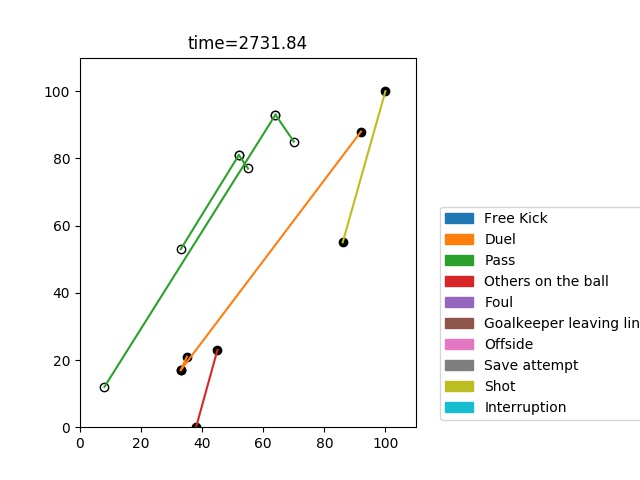 time=2731.84
100
80
60
40
20
0
0 20 40 60 80 100
Free Kick
Duel
Pass
Others on the ball
Foul
Goalkeeper leaving lin
Offside
Save attempt
Shot
Interruption